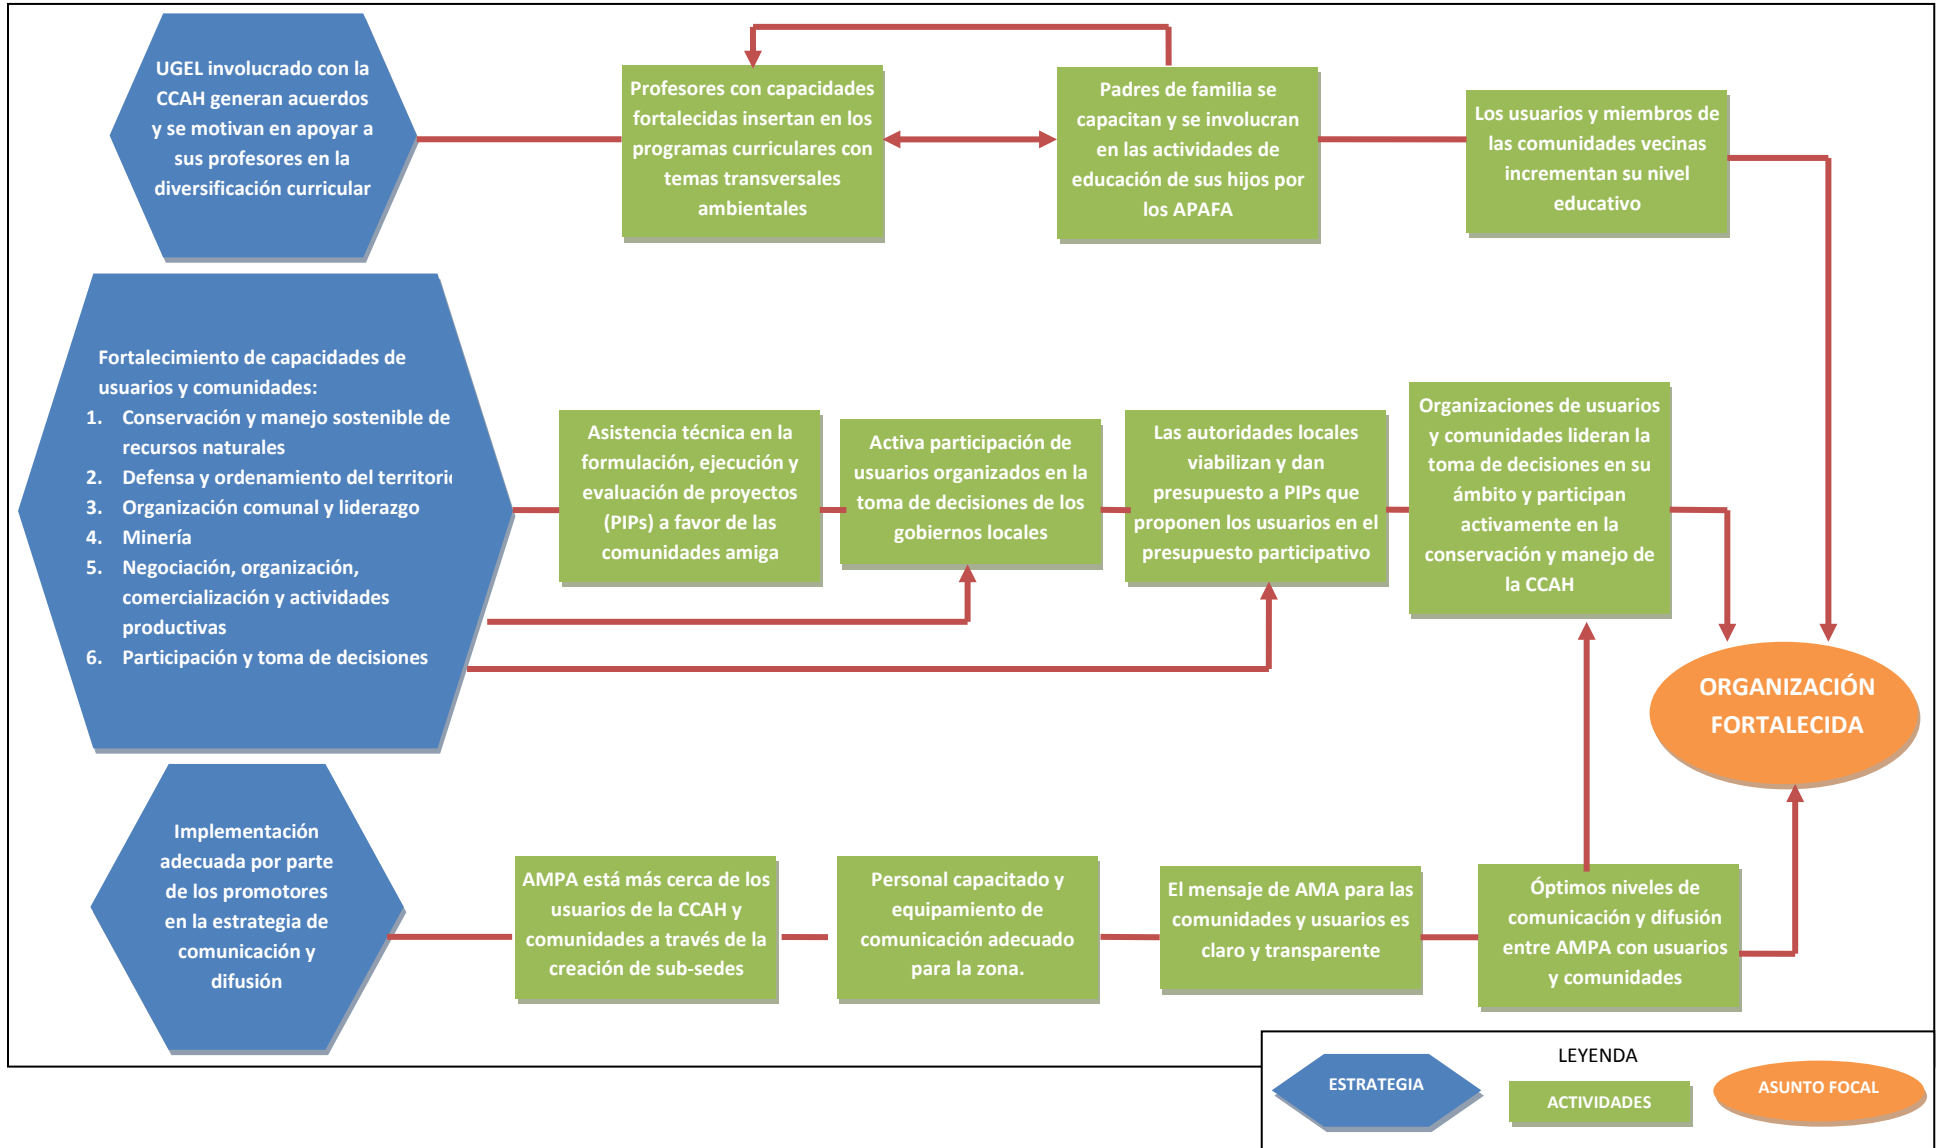 UGEL involucrado con la
CCAH generan acuerdos
y se motivan en apoyar a
sus profesores en la
diversificación curricular
Profesores con capacidades
fortalecidas insertan en los
programas curriculares con
temas transversales
ambientales
Padres de familia se
capacitan y se involucran
en las actividades de
educación de sus hijos por
los APAFA
Los usuarios y miembros de
las comunidades vecinas
incrementan su nivel
educativo
Fortalecimiento de capacidades de
usuarios y comunidades:
1. Conservación y manejo sostenible de
recursos naturales
2. Defensa y ordenamiento del territori
3. Organización comunal y liderazgo
4. Minería
5. Negociación, organización,
comercialización y actividades
productivas
6. Participación y toma de decisiones
Asistencia técnica en la
formulación, ejecución y
evaluación de proyectos
(PIPs) a favor de las
comunidades amiga
Activa participación de
usuarios organizados en la
toma de decisiones de los
gobiernos locales
Las autoridades locales
viabilizan y dan
presupuesto a PIPs que
proponen los usuarios en el
presupuesto participativo
Organizaciones de usuarios
y comunidades lideran la
toma de decisiones en su
ámbito y participan
activamente en la
conservación y manejo de
la CCAH
ORGANIZACIÓN
FORTALECIDA
Implementación
adecuada por parte
de los promotores
en la estrategia de
comunicación y
difusión
AMPA está más cerca de los
usuarios de la CCAH y
comunidades a través de la
creación de sub-sedes
Personal capacitado y
equipamiento de
comunicación adecuado
para la zona.
El mensaje de AMA para las
comunidades y usuarios es
claro y transparente
Óptimos niveles de
comunicación y difusión
entre AMPA con usuarios
y comunidades
LEYENDA
ESTRATEGIA
ACTIVIDADES
ASUNTO FOCAL